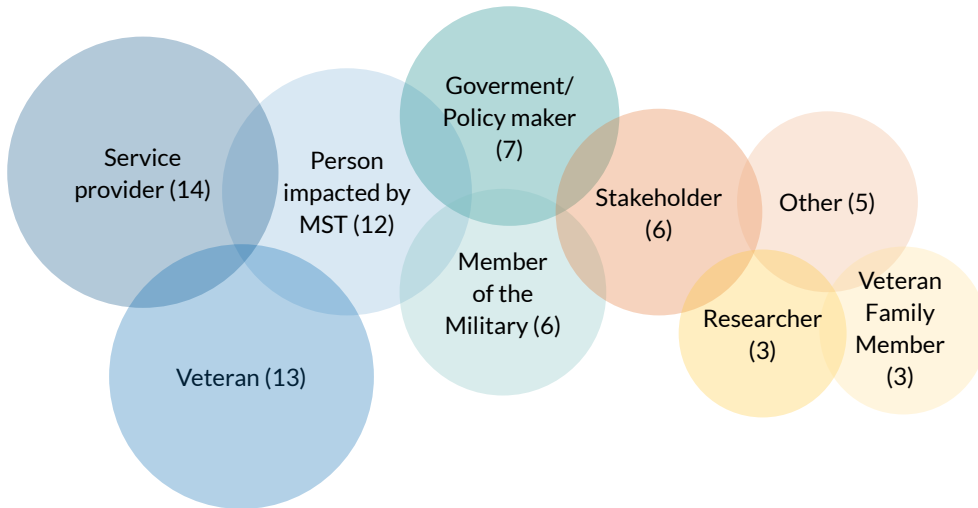 Service
provider (14)
Person
impacted by
MST (12)
Goverment/
Policy maker
(7)
Stakeholder
(6)
Other (5)
Veteran (13)
Member
of the
Military (6)
Researcher
(3)
Veteran
Family
Member
(3)